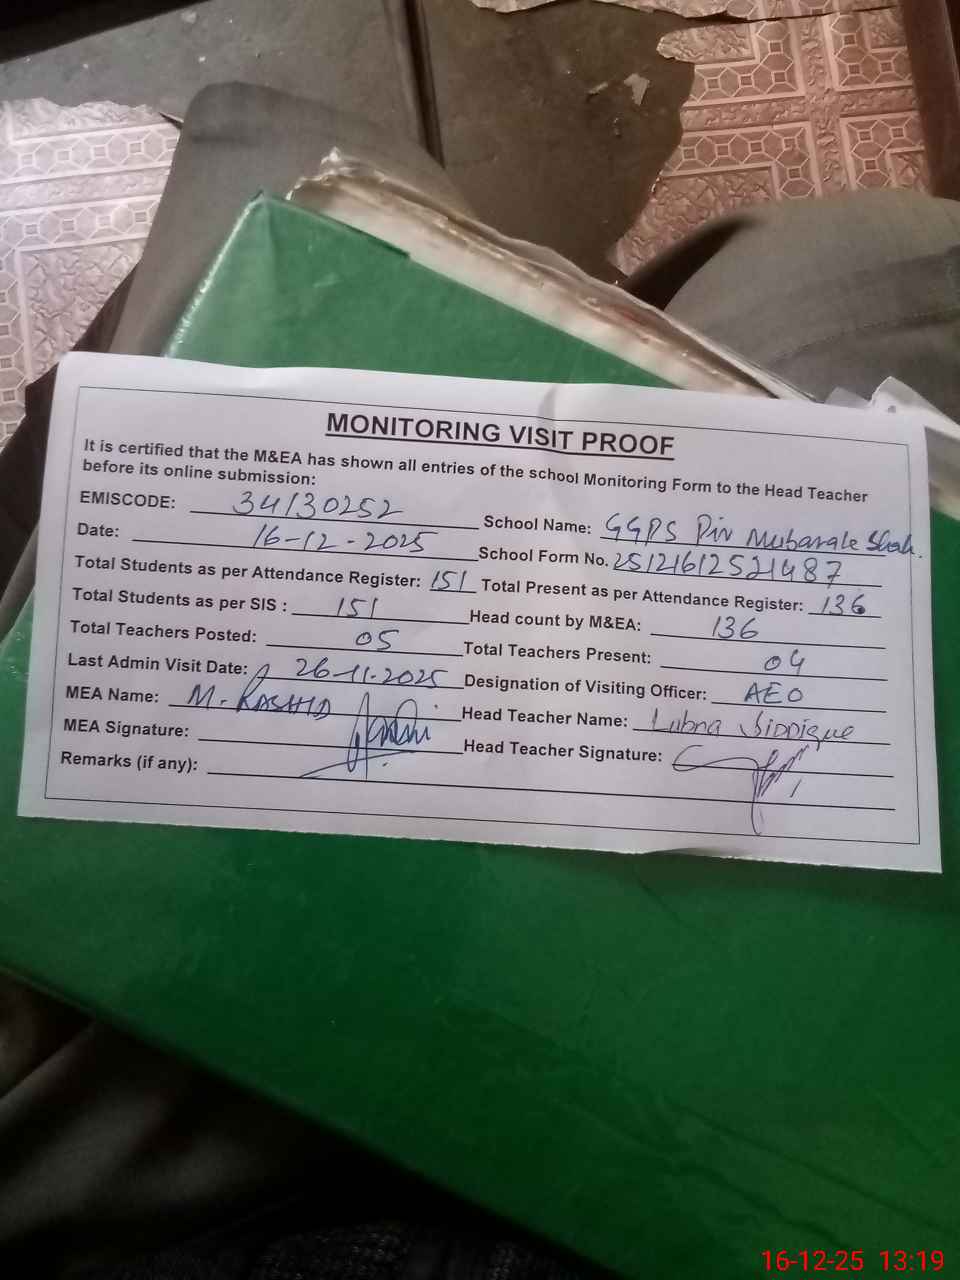 MONITORING VISIT PROOF
It is certified that the M&EA has shown all entries of the school Monitoring Form to the Head Teacher
before its online submission:
EMISCODE: 34130252 School Name: GGPS Pir Mubarak Shah.
Date: 16-12-2025 School Form No. 2512161252487
Total Students as per Attendance Register: 151 Total Present as per Attendance Register: 136
Total Students as per SIS : 151 Head count by M&EA: 136
Total Teachers Posted: 05 Total Teachers Present: 04
Last Admin Visit Date: 26-11-2025 Designation of Visiting Officer: AEO
MEA Name: M. RASHID Head Teacher Name: Lubna Siddique
MEA Signature: Head Teacher Signature:
Remarks (if any):
16-12-25 13:19